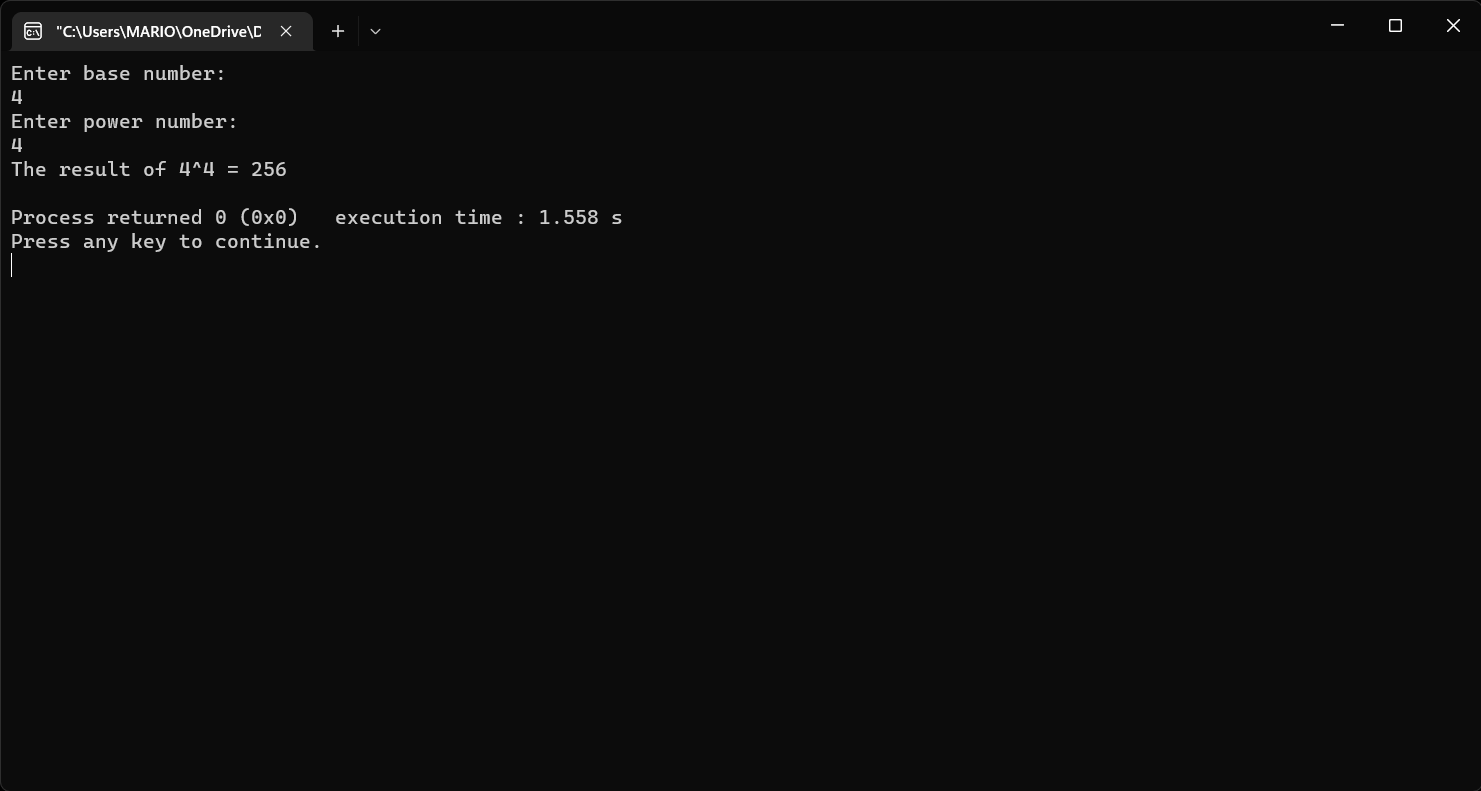 "C:\Users\MARIO\OneDrive\D
Enter base number:
4
Enter power number:
4
The result of 4^4 = 256
Process returned 0 (0x0)   execution time : 1.558 s
Press any key to continue.